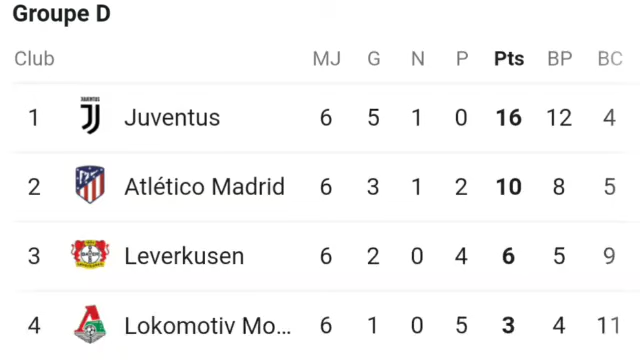 Groupe D
Club MJ G N P Pts BP BC
1 JUVENTUS Juventus 6 5 1 0 16 12 4
2 Atlético Madrid 6 3 1 2 10 8 5
3 Leverkusen 6 2 0 4 6 5 9
4 Lokomotiv Mo... 6 1 0 5 3 4 11